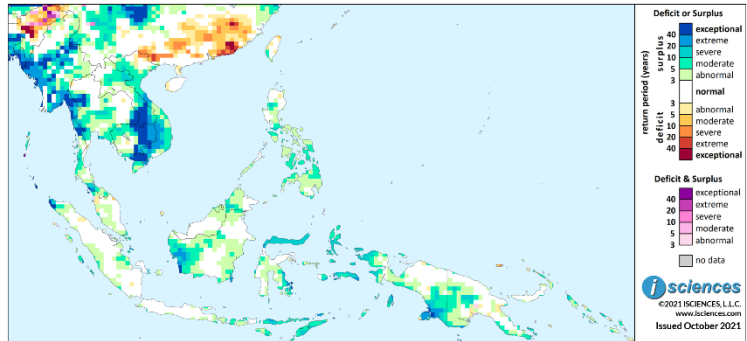 Deficit or Surplus
exceptional
40
extreme
20
severe
10
moderate
5
abnormal
3
surplus
normal
return period (years)
3
abnormal
5
moderate
10
severe
20
extreme
40
exceptional
deficit
Deficit & Surplus
exceptional
40
extreme
20
severe
10
moderate
5
abnormal
3
no data
isciences
©2021 ISCIENCES, L.L.C.
www.isciences.com
Issued October 2021